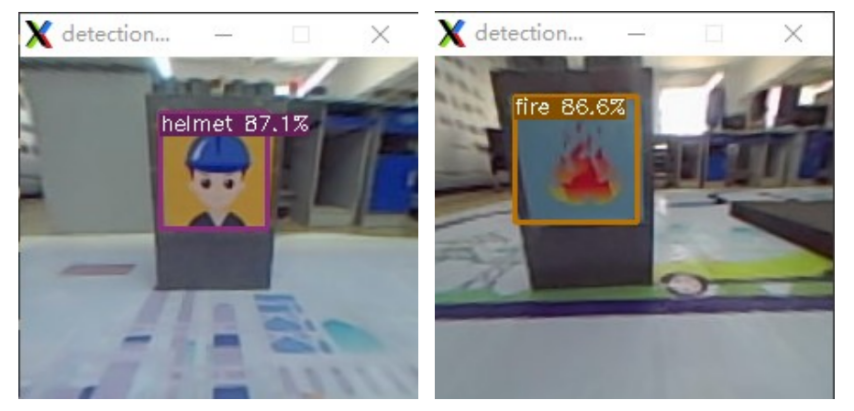 detection...
detection...
helmet 87.1%
fire 86.6%